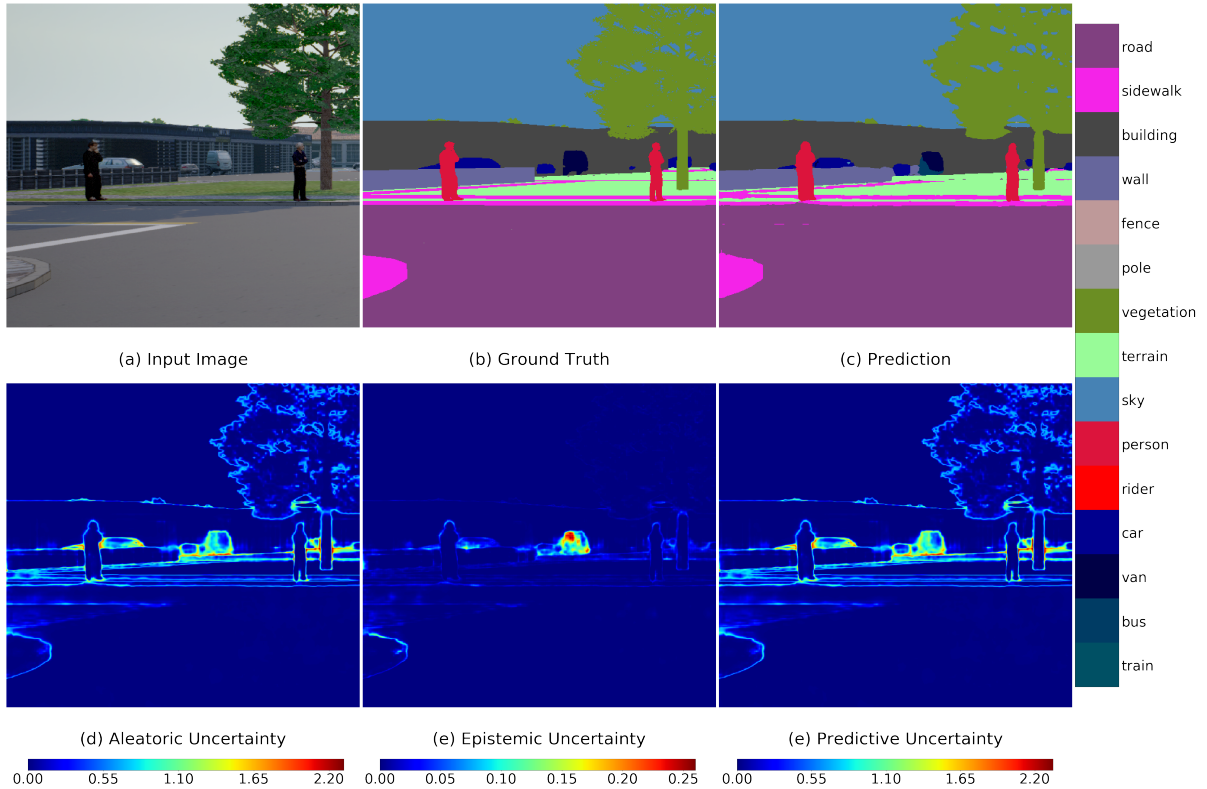 road
sidewalk
building
wall
fence
pole
vegetation
terrain
sky
person
rider
car
van
bus
train
(a) Input Image
(b) Ground Truth
(c) Prediction
(d) Aleatoric Uncertainty
(e) Epistemic Uncertainty
(e) Predictive Uncertainty
0.00 0.55 1.10 1.65 2.20
0.00 0.05 0.10 0.15 0.20 0.25
0.00 0.55 1.10 1.65 2.20